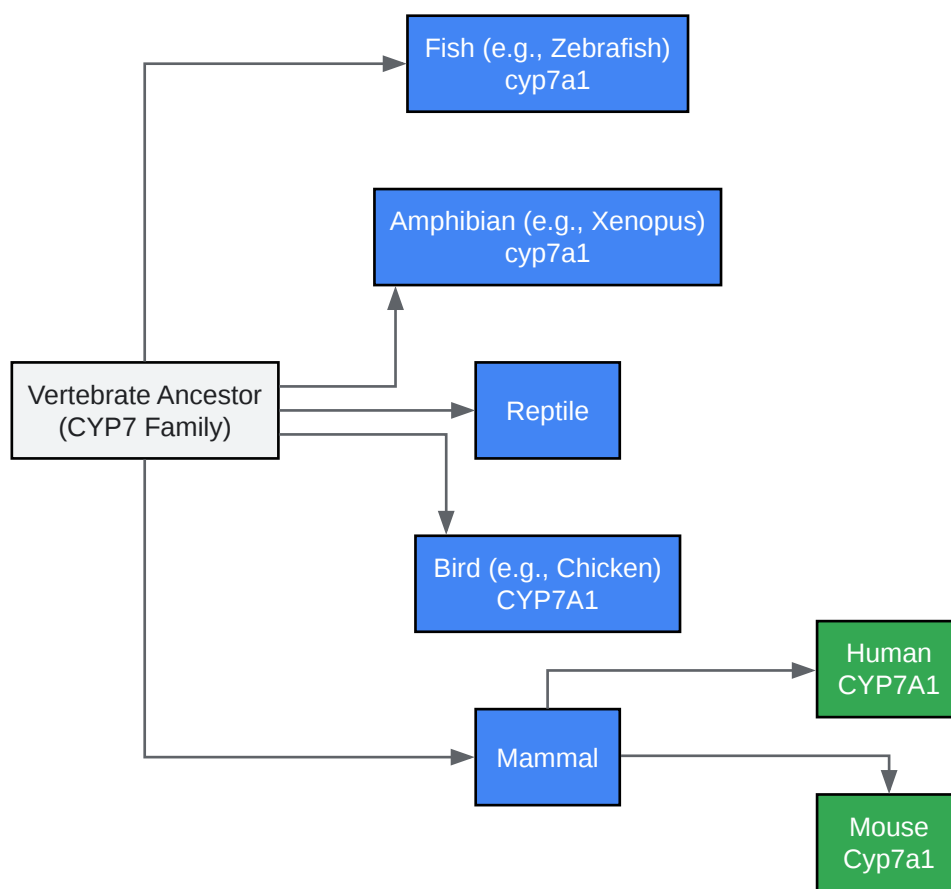 Fish (e.g., Zebrafish)
cyp7a1
Amphibian (e.g., Xenopus)
cyp7a1
Vertebrate Ancestor
(CYP7 Family)
Reptile
Bird (e.g., Chicken)
CYP7A1
Human
CYP7A1
Mammal
Mouse
Cyp7a1